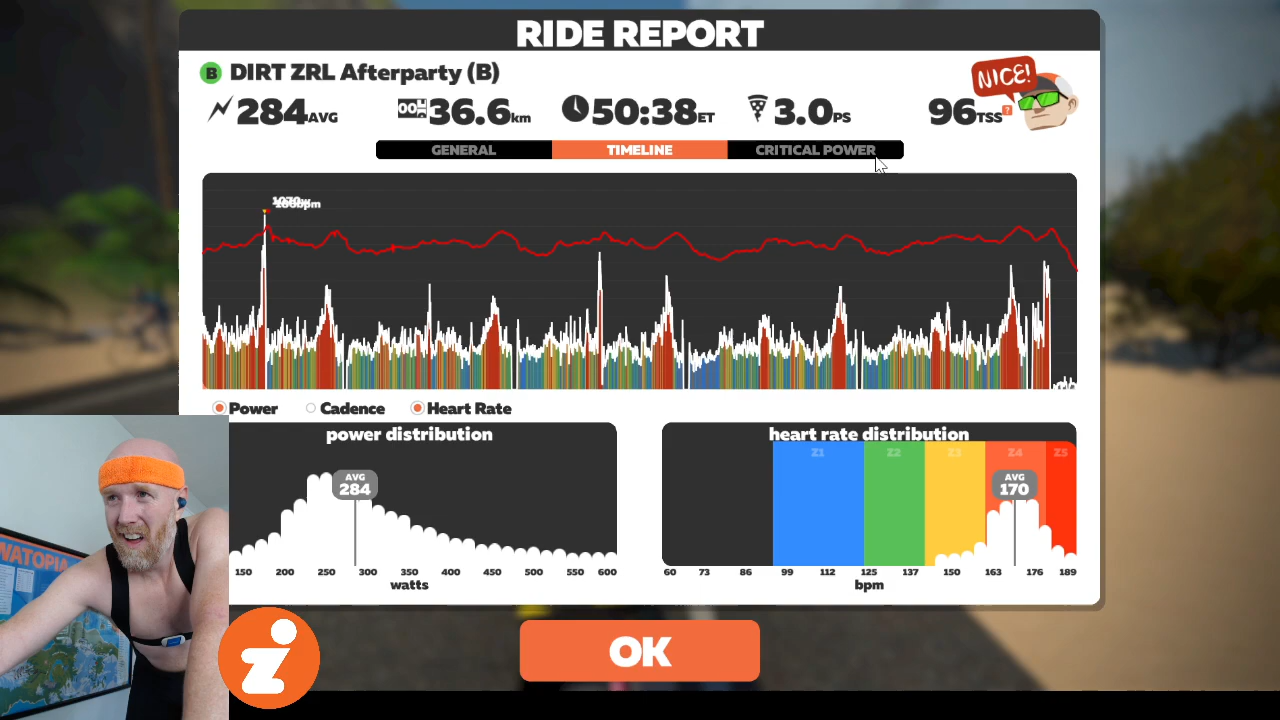 RIDE REPORT
B DIRT ZRL Afterparty (B)
NICE!
284AVG 36.6km 50:38ET 3.0PS 96TSS ?
GENERAL TIMELINE CRITICAL POWER
Power Cadence Heart Rate
power distribution
AVG
284
150 200 250 300 350 400 450 500 550 600
watts
heart rate distribution
Z1 Z2 Z3 Z4 Z5
AVG
170
60 73 86 99 112 125 137 150 163 176 189
bpm
WATOPIA
OK